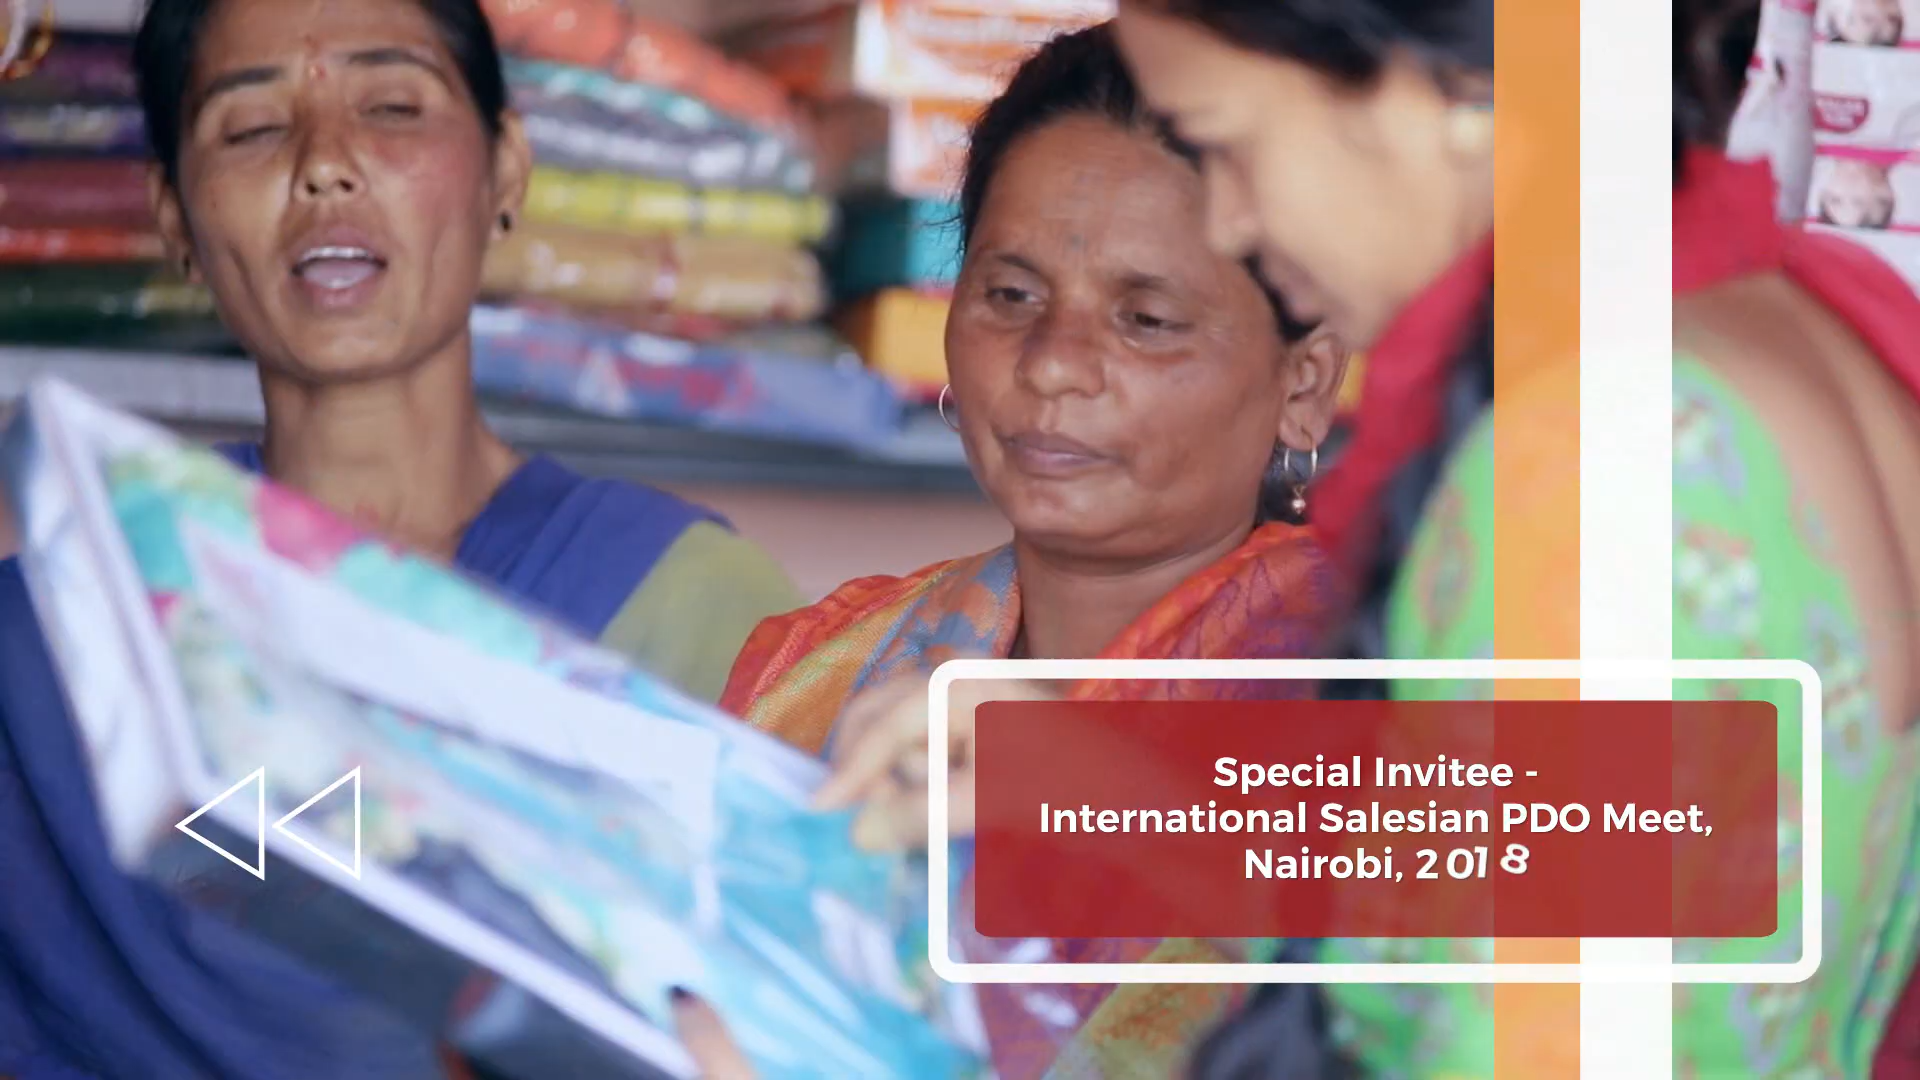 Special Invitee -
International Salesian PDO Meet,
Nairobi, 2018